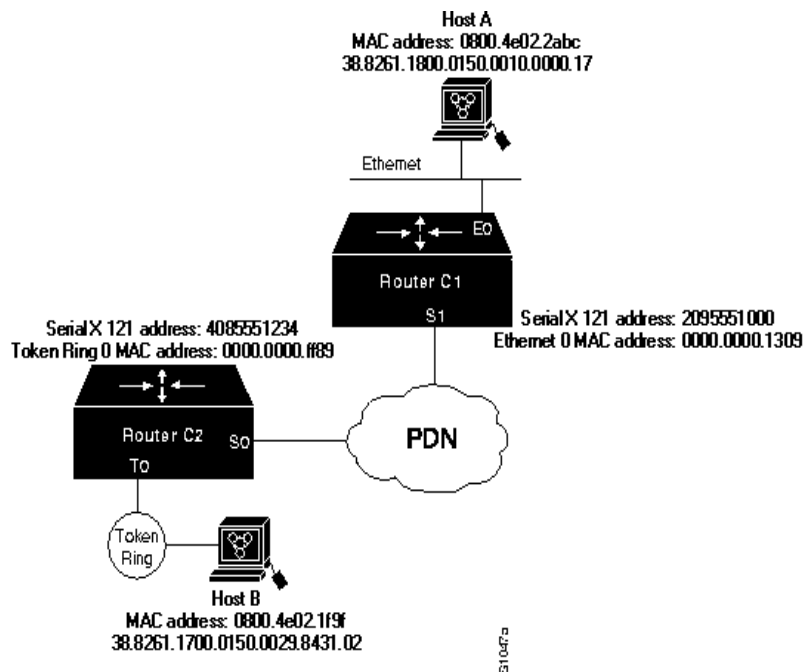 Host A
MAC address: 0800.4e02.2abc
38.8261.1800.0150.0010.0000.17
Ethernet
E0
Router C1
S1
Serial X 121 address: 2095551000
Ethernet 0 MAC address: 0000.0000.1309
Serial X 121 address: 4085551234
Token Ring 0 MAC address: 0000.0000.ff89
Router C2
S0
T0
PDN
Token
Ring
Host B
MAC address: 0800.4e02.1f9f
38.8261.1700.0150.0029.8431.02
S1047a